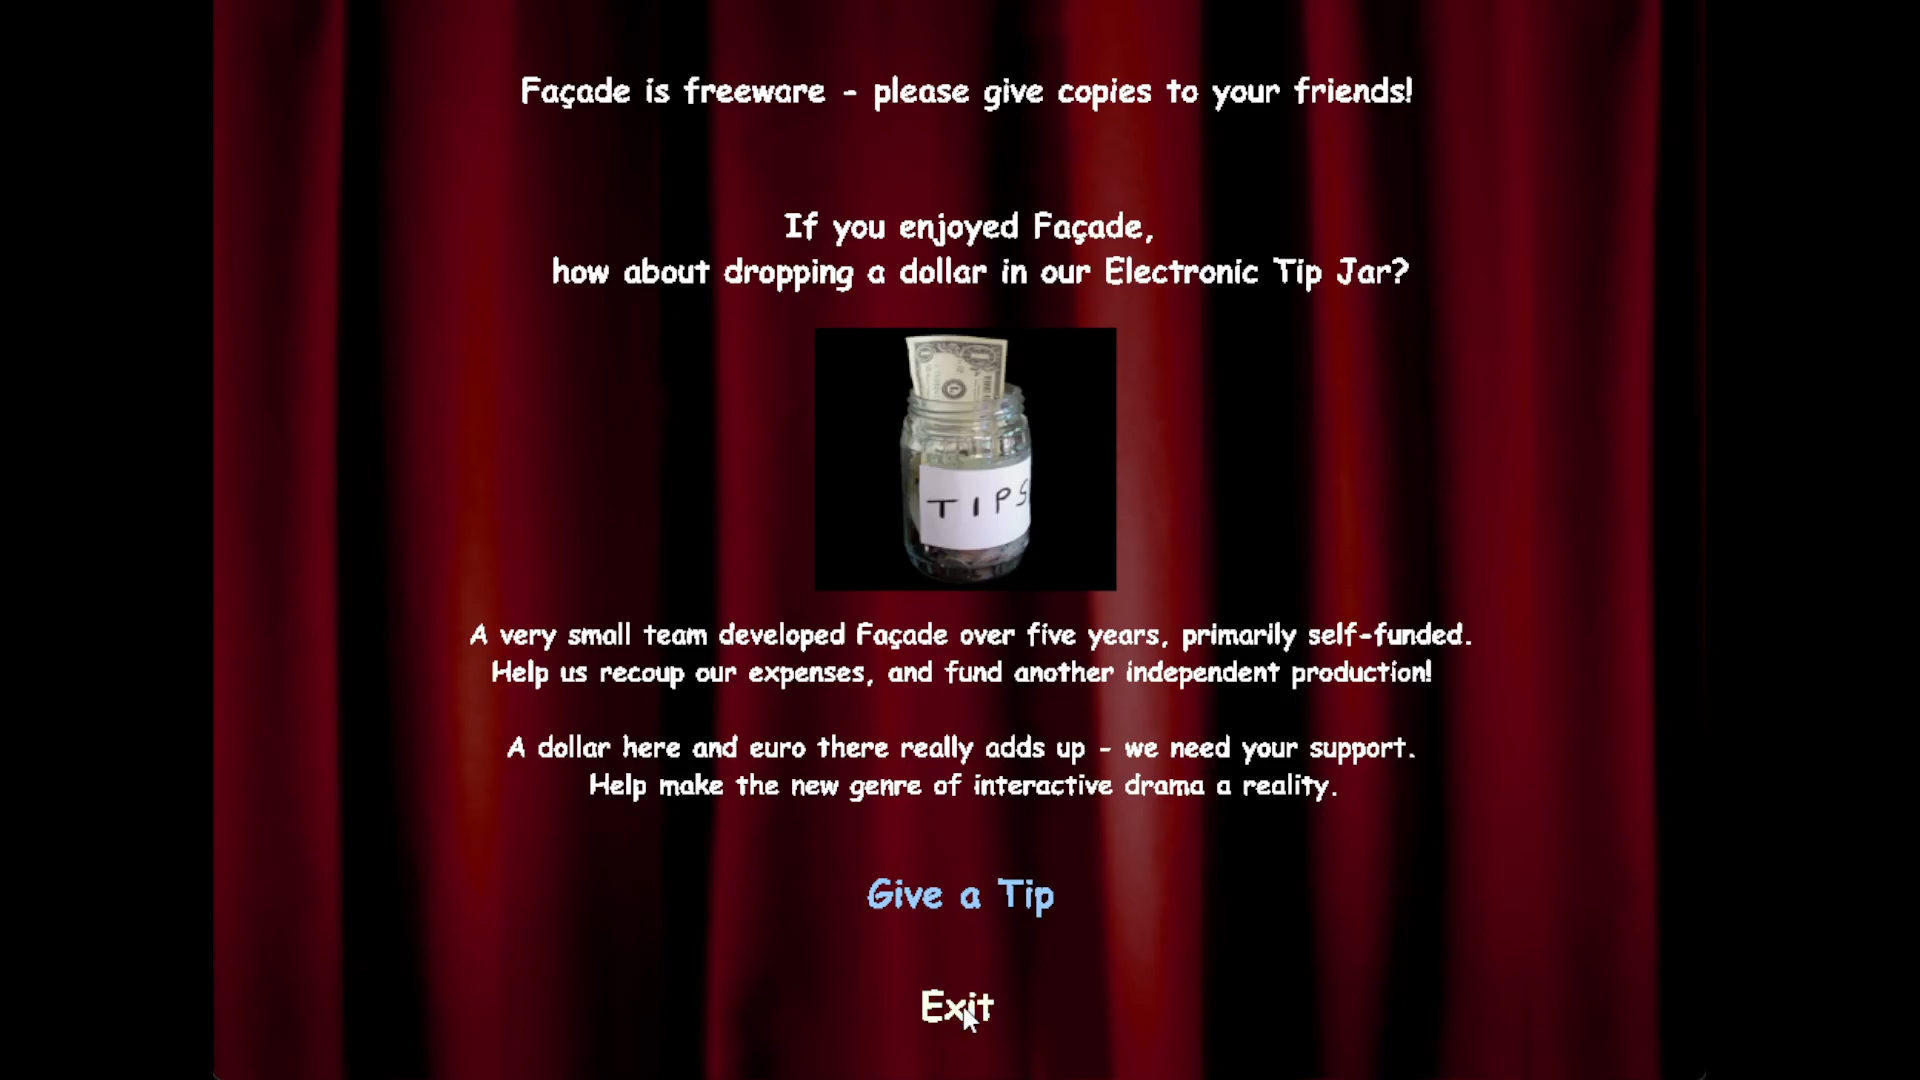 Façade is freeware - please give copies to your friends!
If you enjoyed Façade,
how about dropping a dollar in our Electronic Tip Jar?
TIPS
A very small team developed Façade over five years, primarily self-funded.
Help us recoup our expenses, and fund another independent production!
A dollar here and euro there really adds up - we need your support.
Help make the new genre of interactive drama a reality.
Give a Tip
Exit